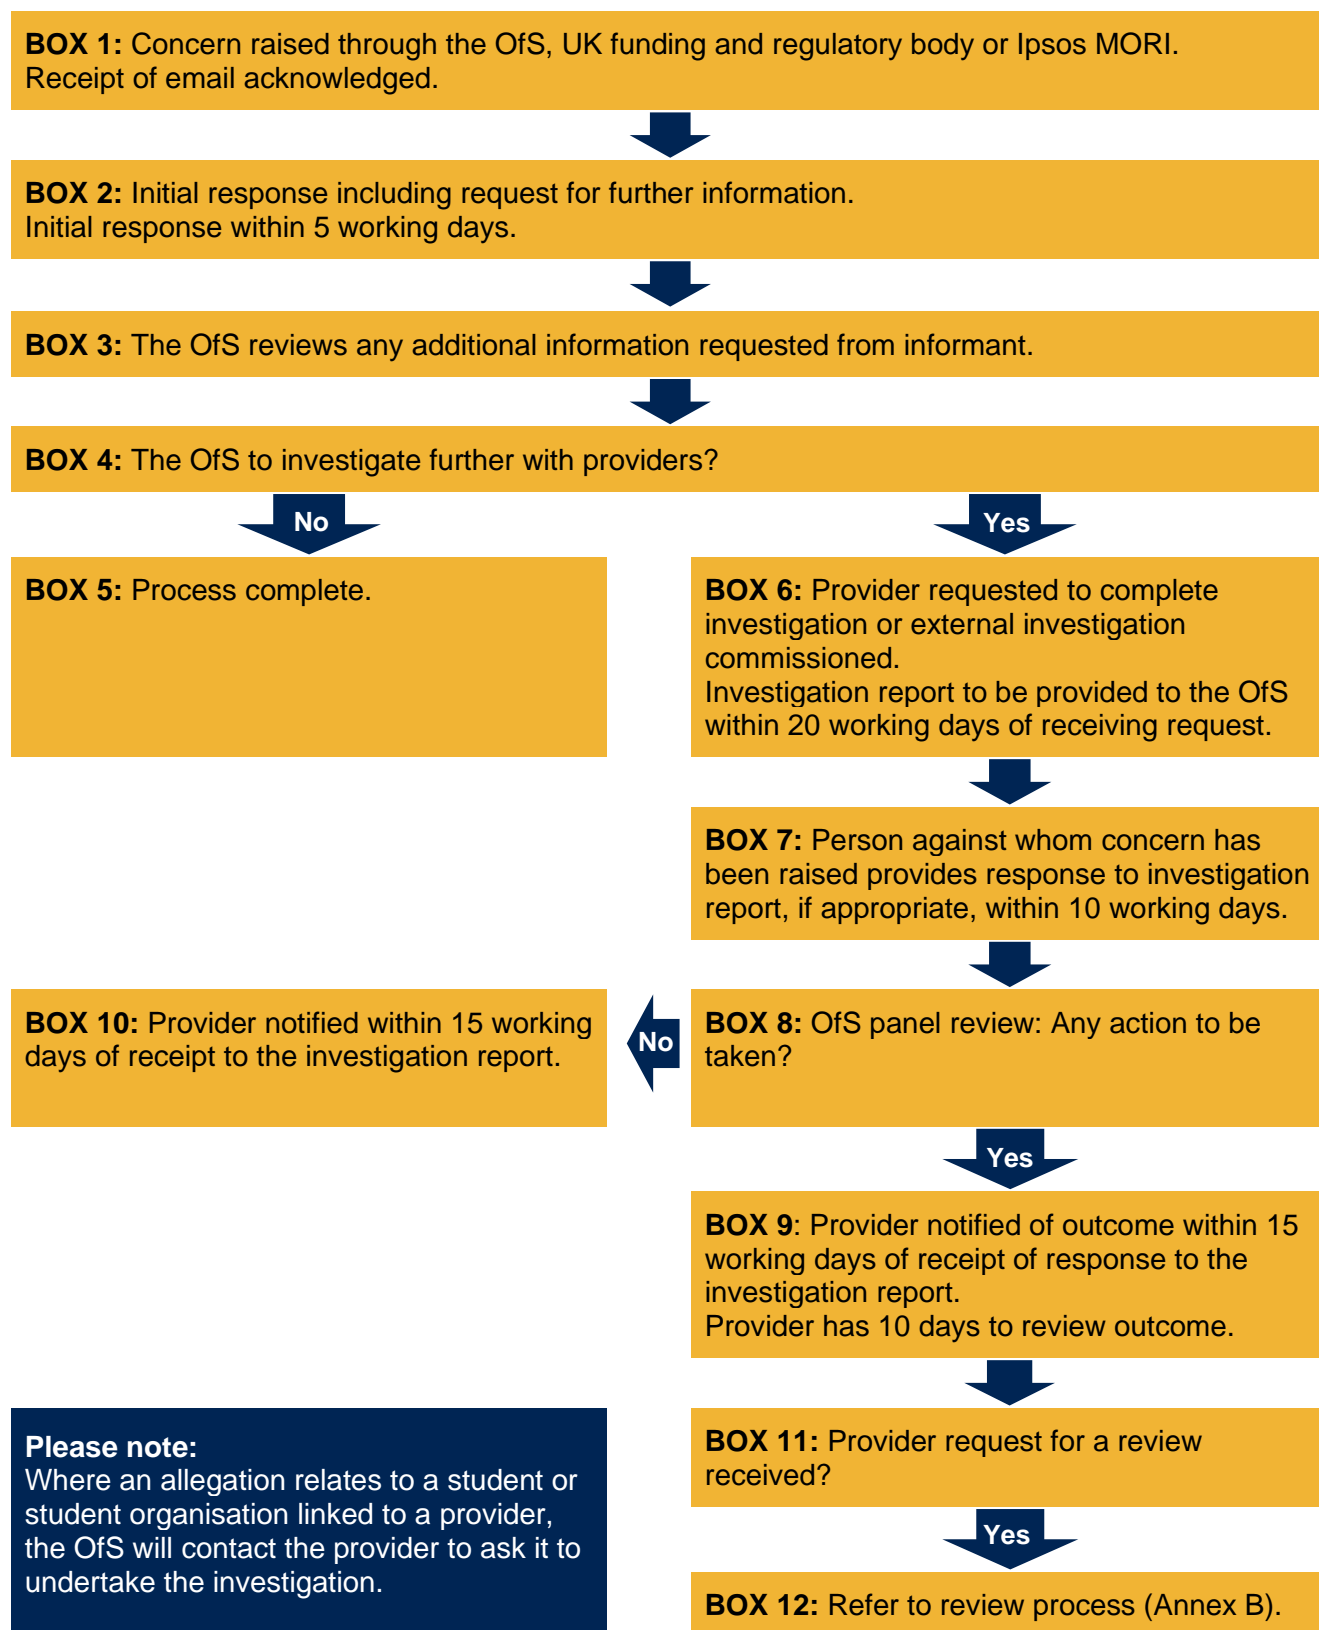 BOX 1: Concern raised through the OfS, UK funding and regulatory body or Ipsos MORI.
Receipt of email acknowledged.
BOX 2: Initial response including request for further information.
Initial response within 5 working days.
BOX 3: The OfS reviews any additional information requested from informant.
BOX 4: The OfS to investigate further with providers?
No
Yes
BOX 5: Process complete.
BOX 6: Provider requested to complete
investigation or external investigation
commissioned.
Investigation report to be provided to the OfS
within 20 working days of receiving request.
BOX 7: Person against whom concern has
been raised provides response to investigation
report, if appropriate, within 10 working days.
BOX 8: OfS panel review: Any action to be
taken?
No
BOX 10: Provider notified within 15 working
days of receipt to the investigation report.
Yes
BOX 9: Provider notified of outcome within 15
working days of receipt of response to the
investigation report.
Provider has 10 days to review outcome.
BOX 11: Provider request for a review
received?
Yes
BOX 12: Refer to review process (Annex B).
Please note:
Where an allegation relates to a student or
student organisation linked to a provider,
the OfS will contact the provider to ask it to
undertake the investigation.